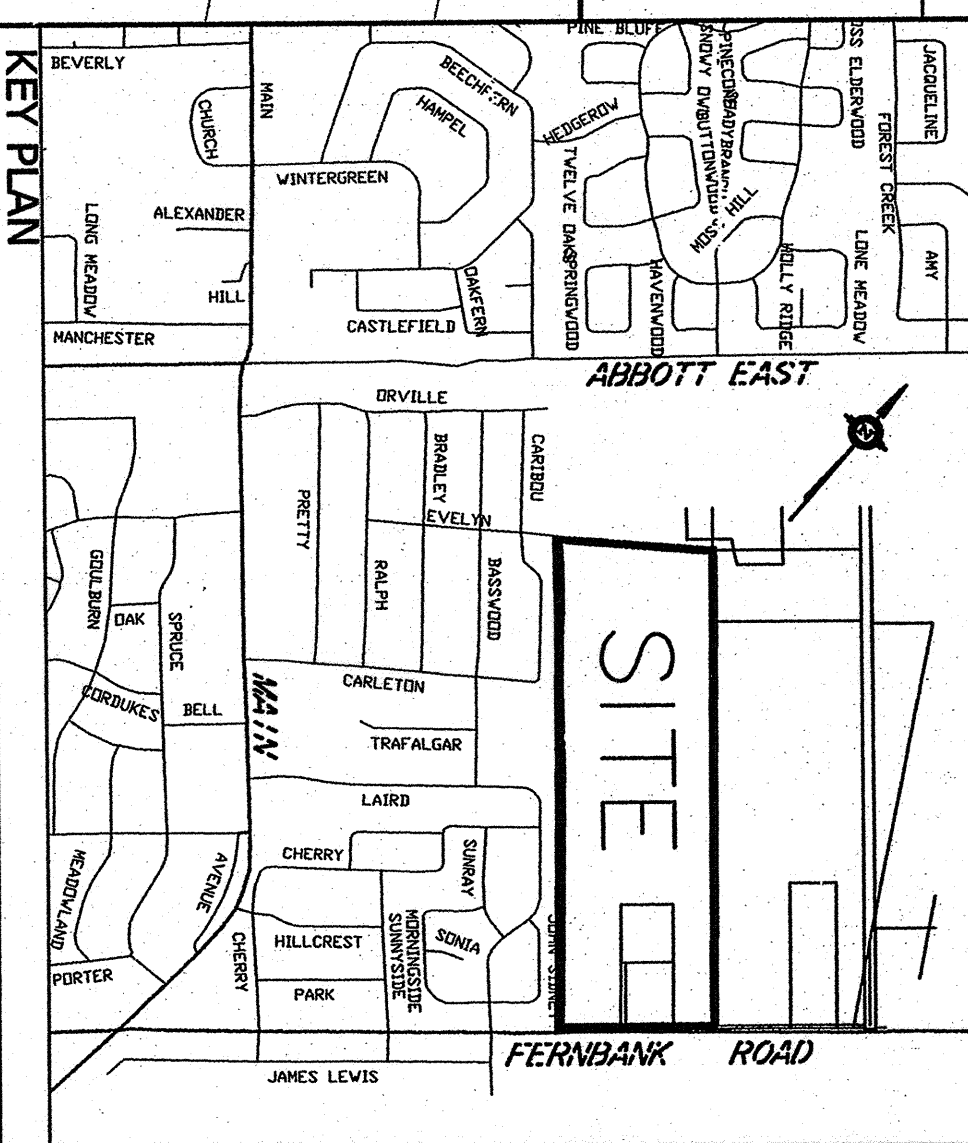 KEY PLAN
BEVERLY
MAIN
CHURCH
BEECHFERN
HAMPEL
WINTERGREEN
ALEXANDER
LONG MEADOW
HILL
MANCHESTER
CASTLEFIELD
OAKFERN
PINE BLUFF
HEDGEROW
TWELVE OAKS
SPRINGWOOD
HAVENWOOD
MOSS HILL
HOLLY RIDGE
ELDERWOOD
LONE MEADOW
FOREST CREEK
JACQUELINE
AMY
ABBOTT EAST
ORVILLE
PRETTY
BRADLEY
CARIBOU
EVELYN
RALPH
BASSWOOD
GOULBURN
OAK
SPRUCE
CORDUKES
BELL
MAIN
CARLETON
TRAFALGAR
LAIRD
SITE
CHERRY
SUNRAY
MEADOWLAND
AVENUE
CHERRY
HILLCREST
MORNINGSIDE
SUNNYSIDE
SONIA
PARK
PORTER
JAMES LEWIS
FERNBANK ROAD